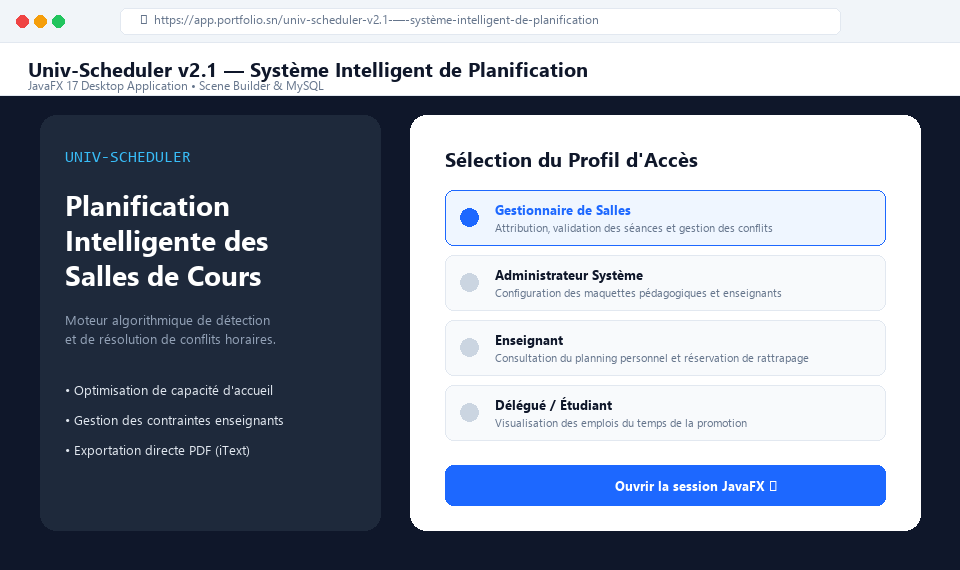 https://app.portfolio.sn/univ-scheduler-v2.1-—-système-intelligent-de-planification
Univ-Scheduler v2.1 — Système Intelligent de Planification
JavaFX 17 Desktop Application • Scene Builder & MySQL
UNIV-SCHEDULER
Planification
Intelligente des
Salles de Cours
Moteur algorithmique de détection
et de résolution de conflits horaires.
• Optimisation de capacité d'accueil
• Gestion des contraintes enseignants
• Exportation directe PDF (iText)
Sélection du Profil d'Accès
Gestionnaire de Salles
Attribution, validation des séances et gestion des conflits
Administrateur Système
Configuration des maquettes pédagogiques et enseignants
Enseignant
Consultation du planning personnel et réservation de rattrapage
Délégué / Étudiant
Visualisation des emplois du temps de la promotion
Ouvrir la session JavaFX